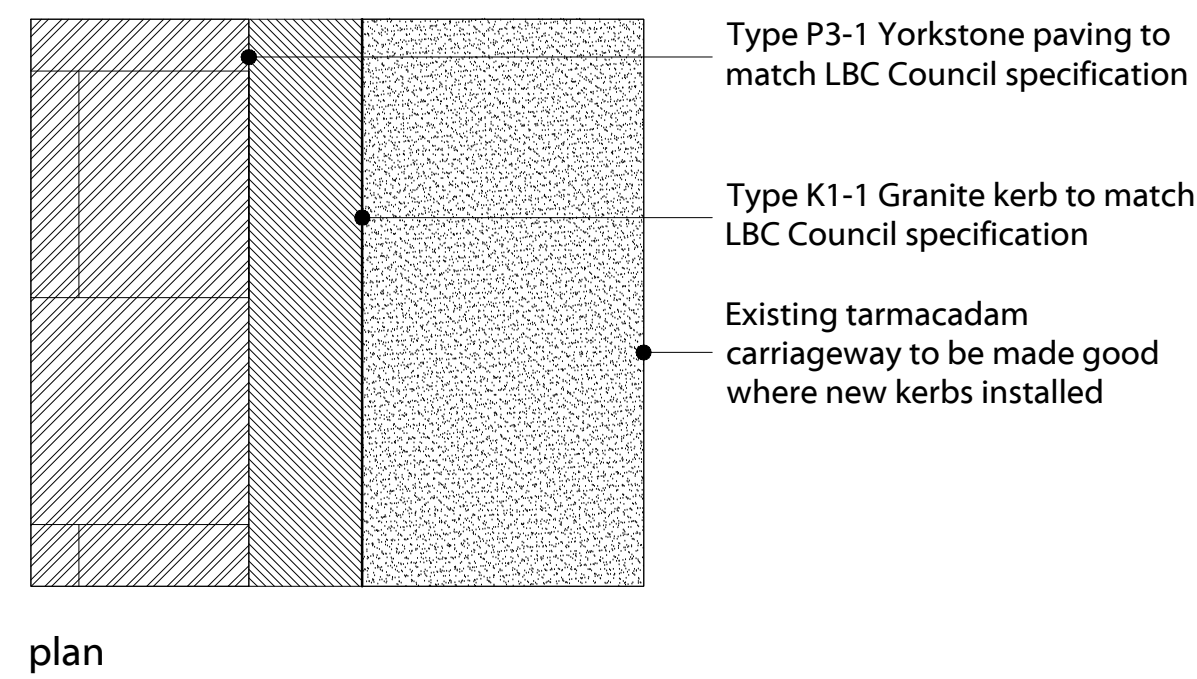 Type P3-1 Yorkstone paving to
match LBC Council specification
Type K1-1 Granite kerb to match
LBC Council specification
Existing tarmacadam
carriageway to be made good
where new kerbs installed
plan